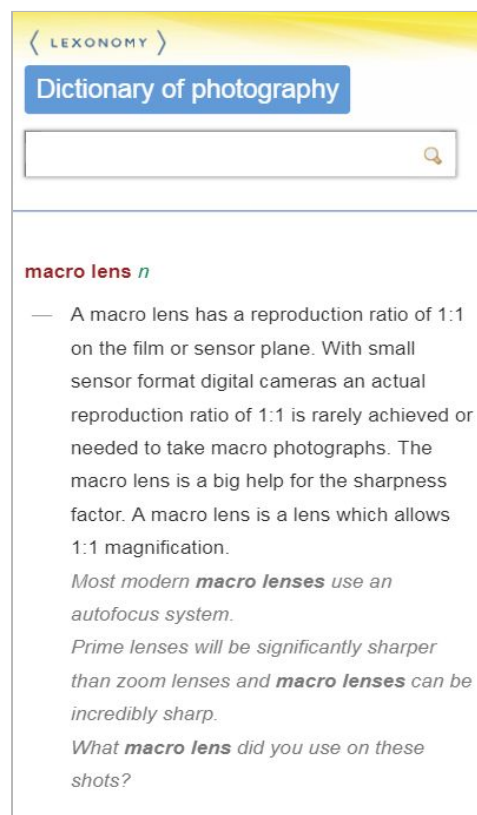 ⟨ LEXONOMY ⟩
Dictionary of photography
macro lens n
— A macro lens has a reproduction ratio of 1:1
on the film or sensor plane. With small
sensor format digital cameras an actual
reproduction ratio of 1:1 is rarely achieved or
needed to take macro photographs. The
macro lens is a big help for the sharpness
factor. A macro lens is a lens which allows
1:1 magnification.
Most modern macro lenses use an
autofocus system.
Prime lenses will be significantly sharper
than zoom lenses and macro lenses can be
incredibly sharp.
What macro lens did you use on these
shots?